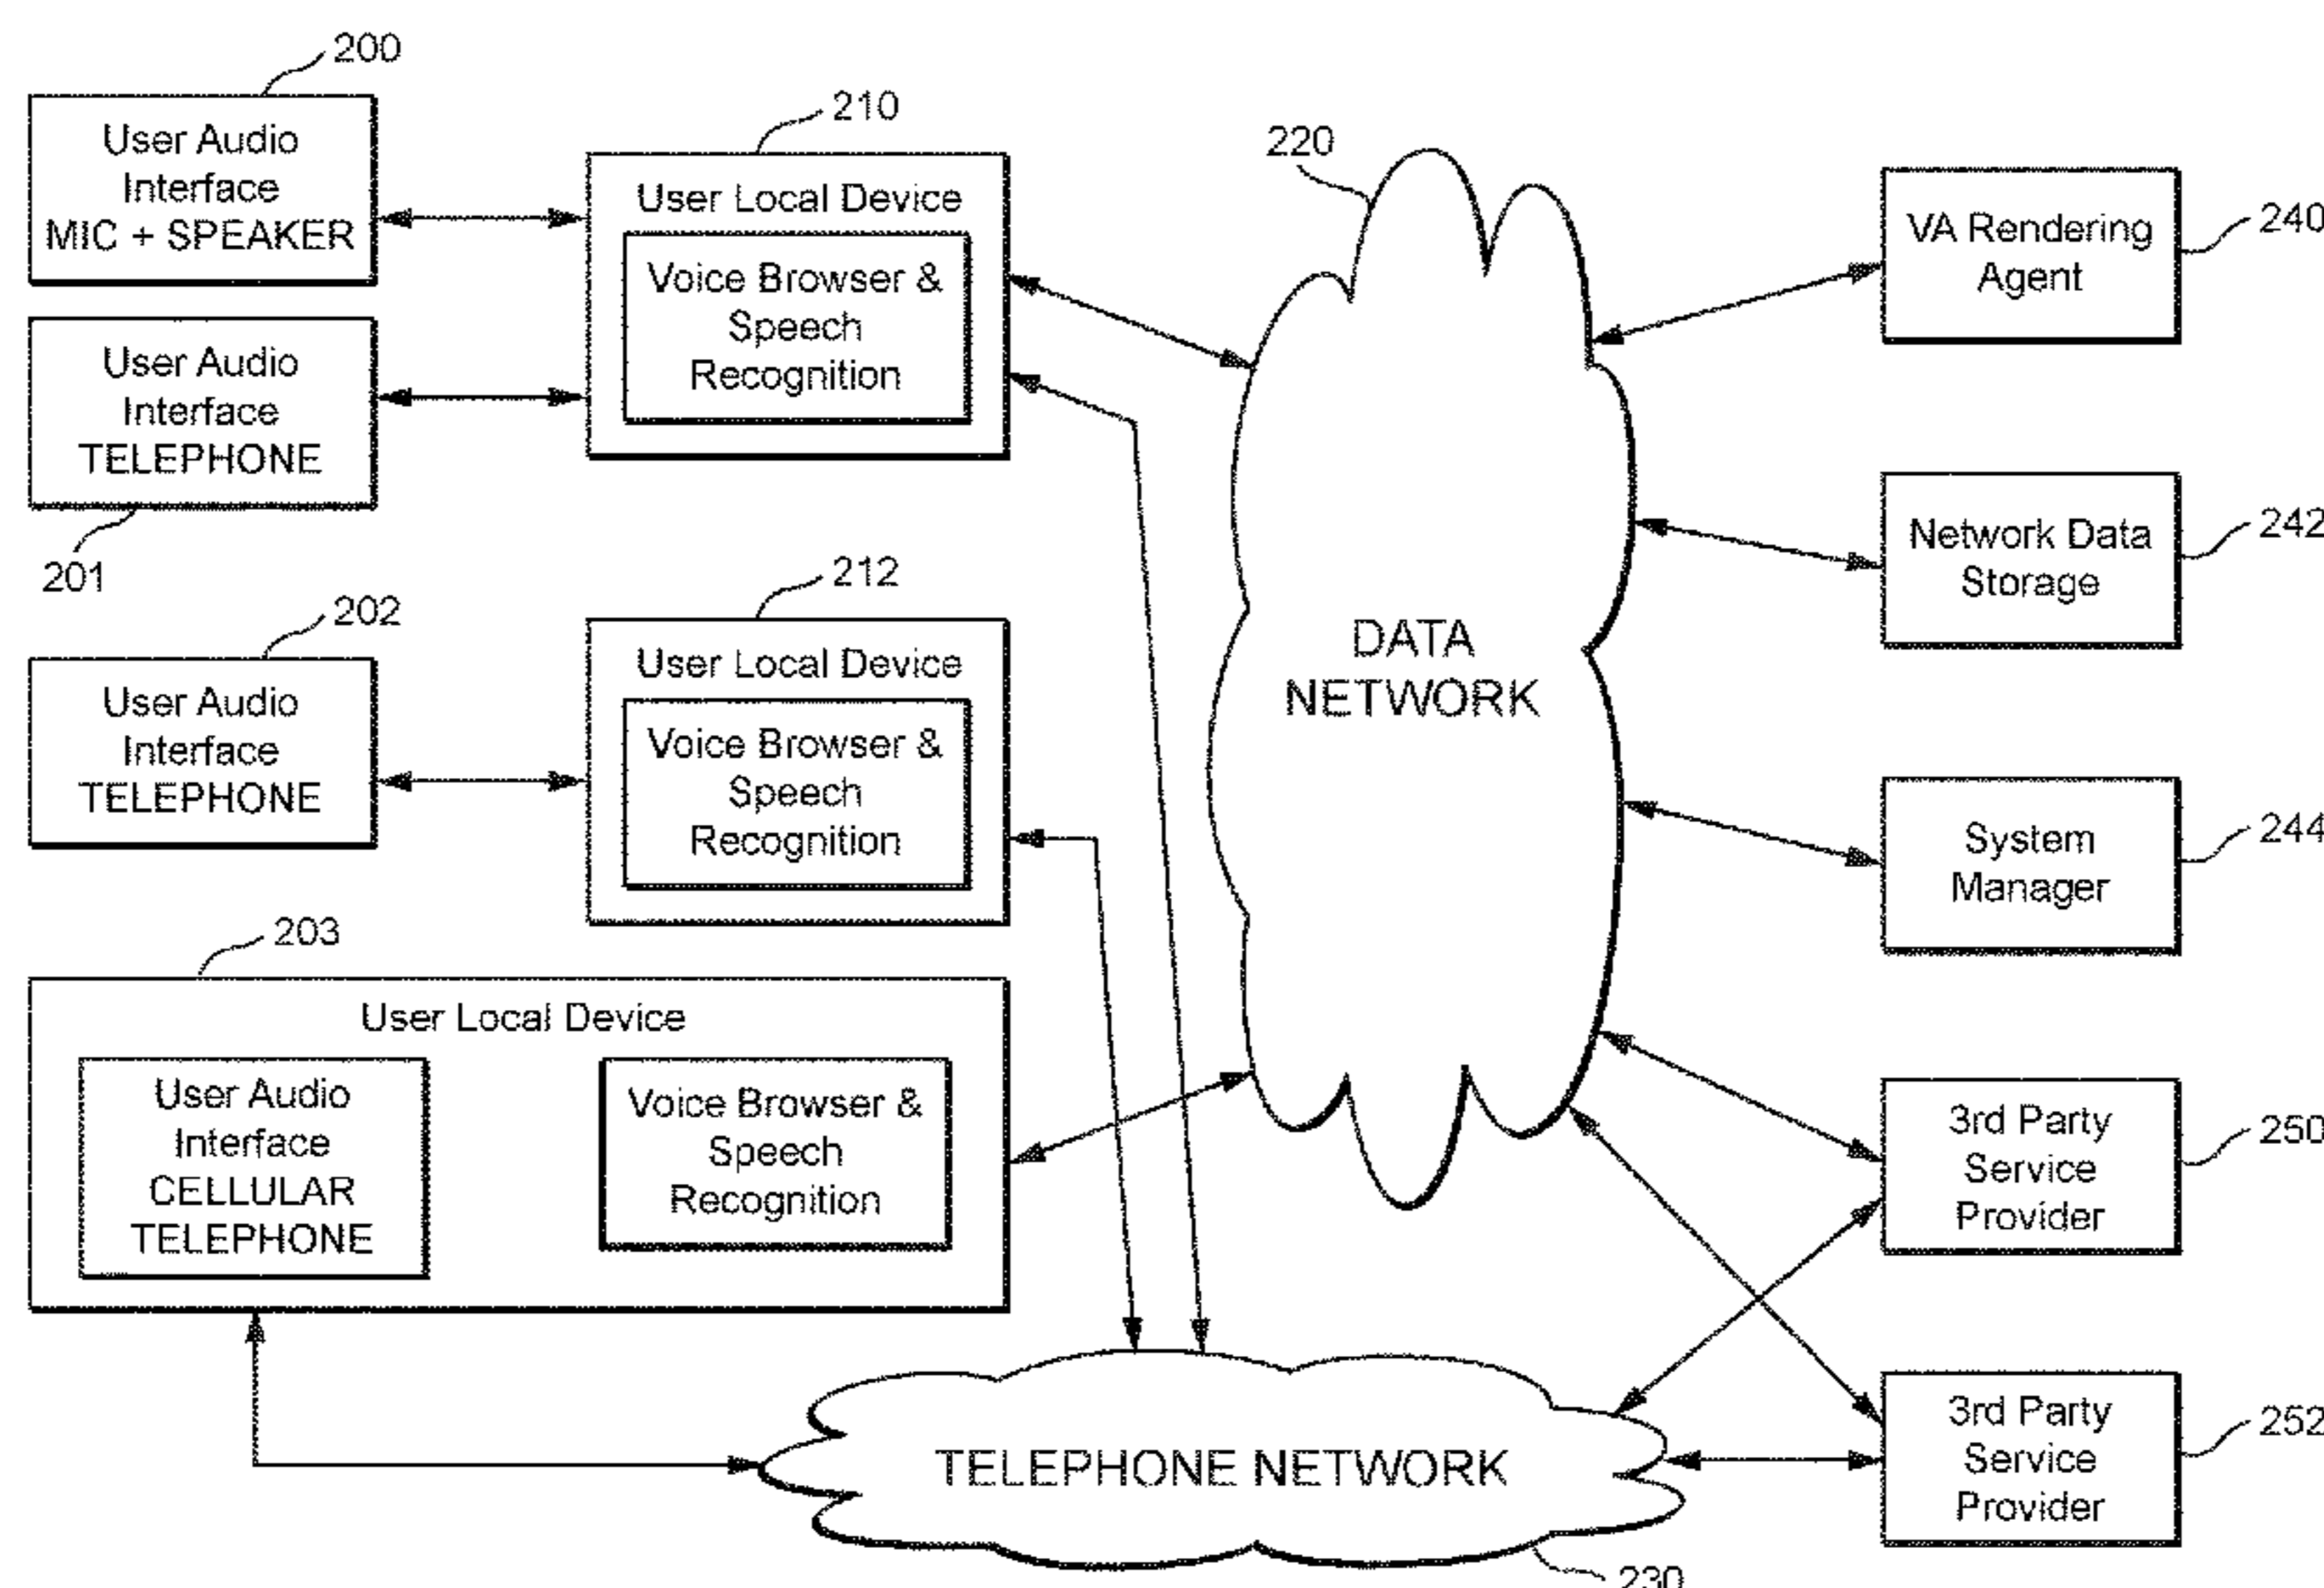 200
User Audio
Interface
MIC + SPEAKER
User Audio
Interface
TELEPHONE
201
210
User Local Device
Voice Browser &
Speech
Recognition
202
User Audio
Interface
TELEPHONE
212
User Local Device
Voice Browser &
Speech
Recognition
203
User Local Device
User Audio
Interface
CELLULAR
TELEPHONE
Voice Browser &
Speech
Recognition
220
DATA
NETWORK
TELEPHONE NETWORK
230
VA Rendering
Agent
240
Network Data
Storage
242
System
Manager
244
3rd Party
Service
Provider
250
3rd Party
Service
Provider
252